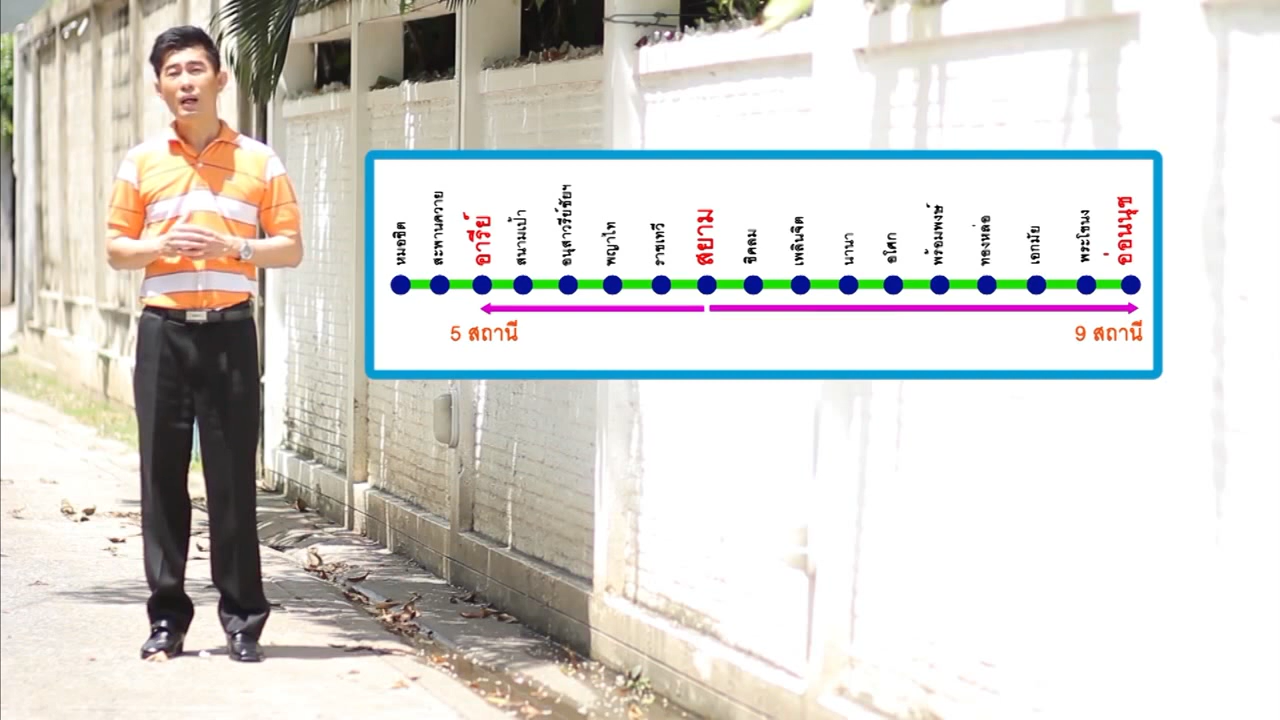 หมอชิต
สะพานควาย
อารีย์
สนามเป้า
อนุสาวรีย์ชัยฯ
พญาไท
ราชเทวี
สยาม
ชิดลม
เพลินจิต
นานา
อโศก
พร้อมพงษ์
ทองหล่อ
เอกมัย
พระโขนง
อ่อนนุช
5 สถานี
9 สถานี